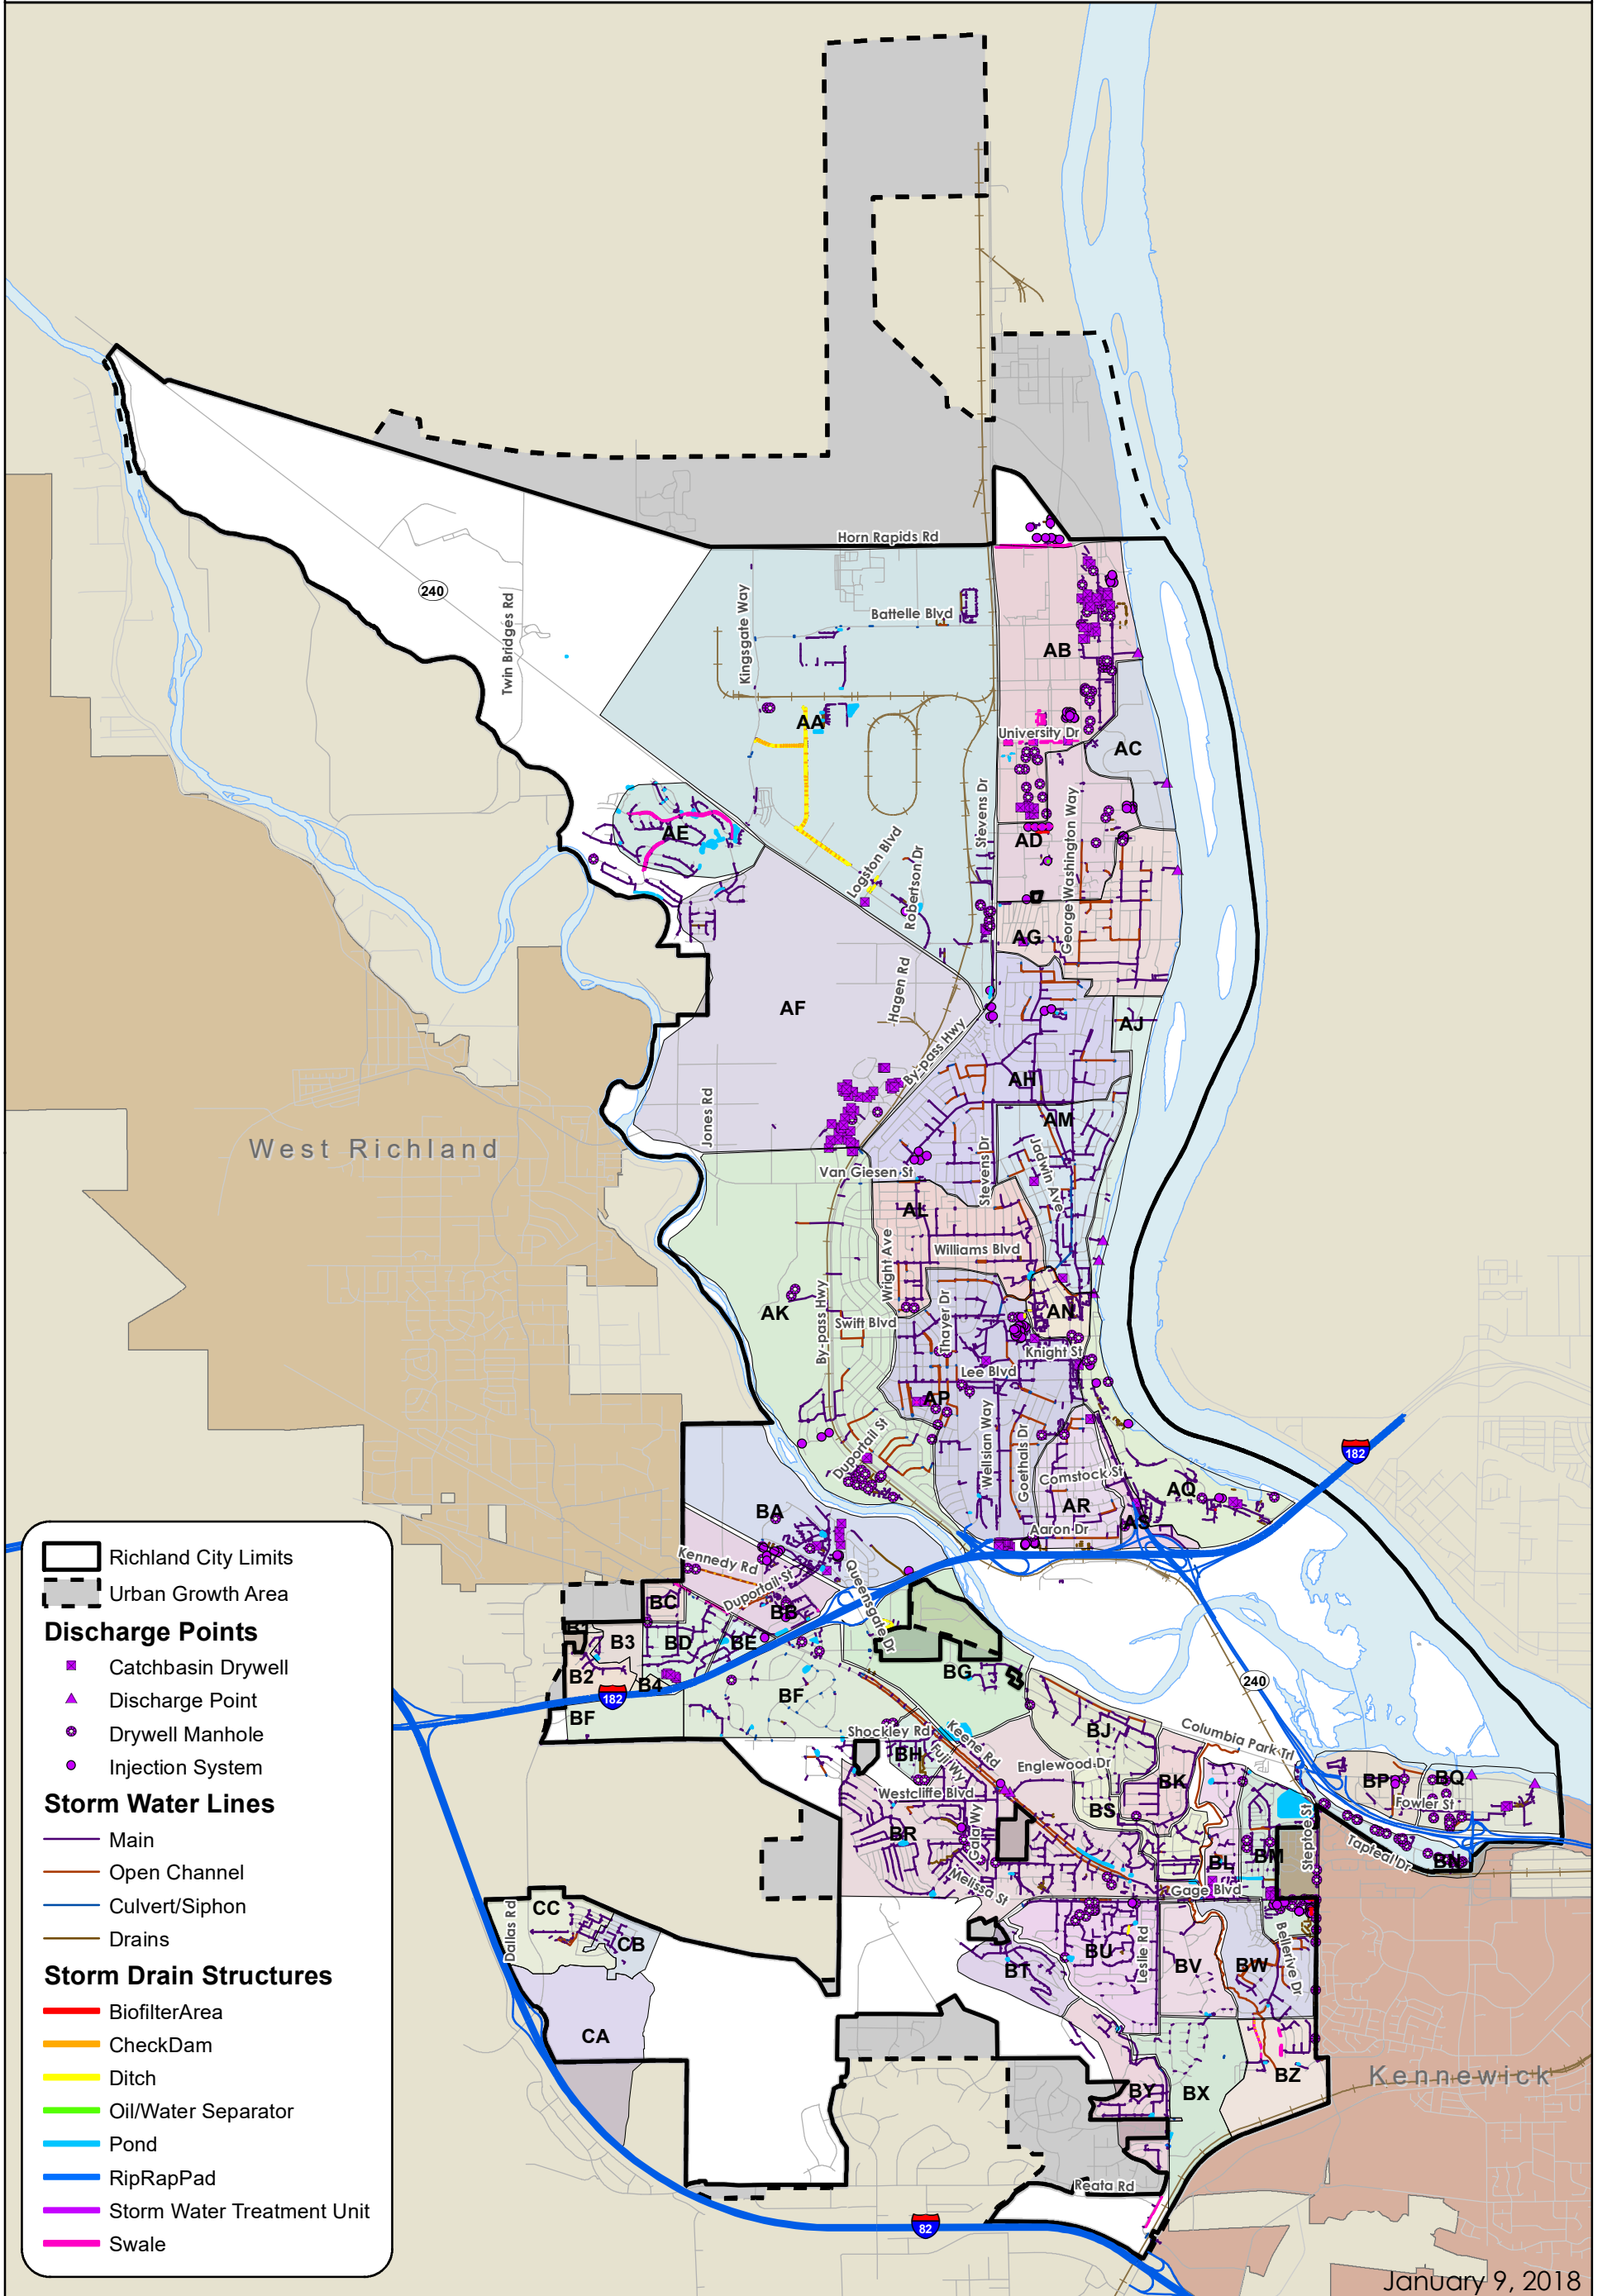 Horn Rapids Rd
240
Twin Bridges Rd
Kingsgate Way
Battelle Blvd
AB
AA
University Dr
AC
Stevens Dr
George Washington Way
AE
AD
Logston Blvd
Robertson Dr
AG
Hagen Rd
AF
AJ
By-pass Hwy
AH
Jones Rd
AM
West Richland
Van Giesen St
Stevens Dr
Jadwin Ave
AL
Wright Ave
Williams Blvd
AK
By-pass Hwy
Swift Blvd
Thayer Dr
AN
Knight St
Lee Blvd
AP
Duportail St
Wellsian Way
Goethals Dr
182
Comstock St
AQ
AR
AS
Aaron Dr
BA
Kennedy Rd
Duportail St
Queensgate Dr
BB
BC
B3
BD
BE
B2
B4
182
BF
BF
BG
240
Shockley Rd
Keene Rd
BJ
Columbia Park Trl
BH
Fuji Wy
Englewood Dr
Westcliffe Blvd
BK
BP
BQ
Fowler St
BS
BR
Gala Wy
Steptoe St
Tapteal Dr
BL
BM
BN
Melissa St
Gage Blvd
Dallas Rd
CC
CB
BU
Leslie Rd
BV
BW
Bellerive Dr
BT
CA
BZ
BY
BX
Kennewick
Reata Rd
82
Richland City Limits
Urban Growth Area
Discharge Points
Catchbasin Drywell
Discharge Point
Drywell Manhole
Injection System
Storm Water Lines
Main
Open Channel
Culvert/Siphon
Drains
Storm Drain Structures
BiofilterArea
CheckDam
Ditch
Oil/Water Separator
Pond
RipRapPad
Storm Water Treatment Unit
Swale
January 9, 2018